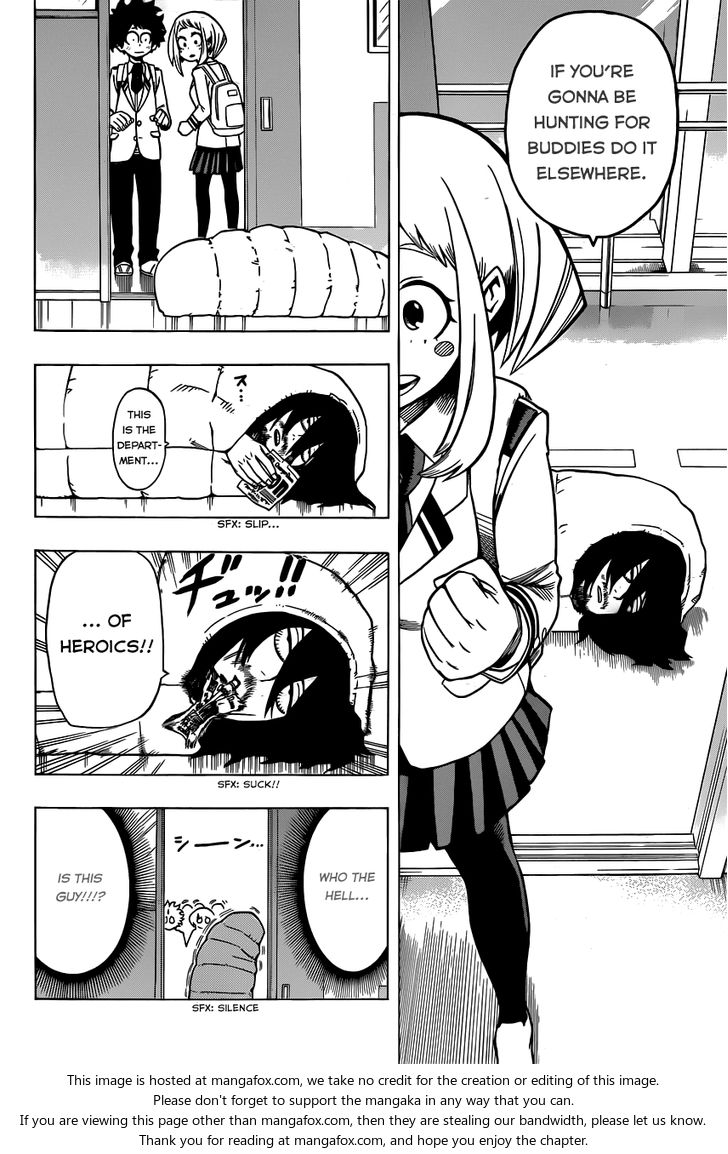 IF YOU'RE
GONNA BE
HUNTING FOR
BUDDIES DO IT
ELSEWHERE.
THIS
IS THE
DEPART-
MENT...
ス...
SFX: SLIP...
... OF
HEROICS!!
ヂュッ!!
SFX: SUCK!!
WHO THE
HELL...
シーン...
IS THIS
GUY!!!?
SFX: SILENCE
This image is hosted at mangafox.com, we take no credit for the creation or editing of this image.
Please don't forget to support the mangaka in any way that you can.
If you are viewing this page other than mangafox.com, then they are stealing our bandwidth, please let us know.
Thank you for reading at mangafox.com, and hope you enjoy the chapter.